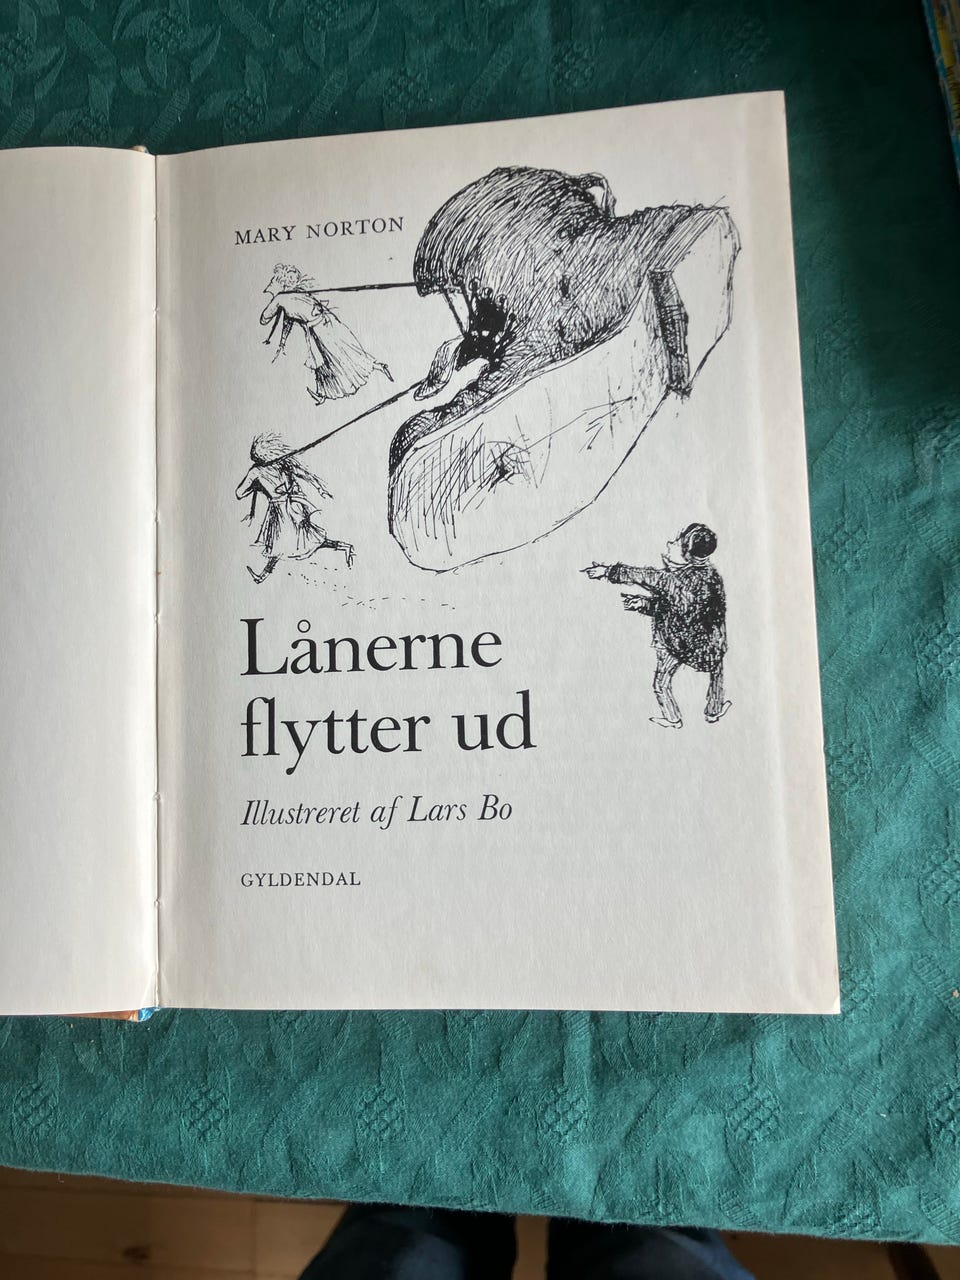 MARY NORTON
Lånerne
flytter ud
Illustreret af Lars Bo
GYLDENDAL